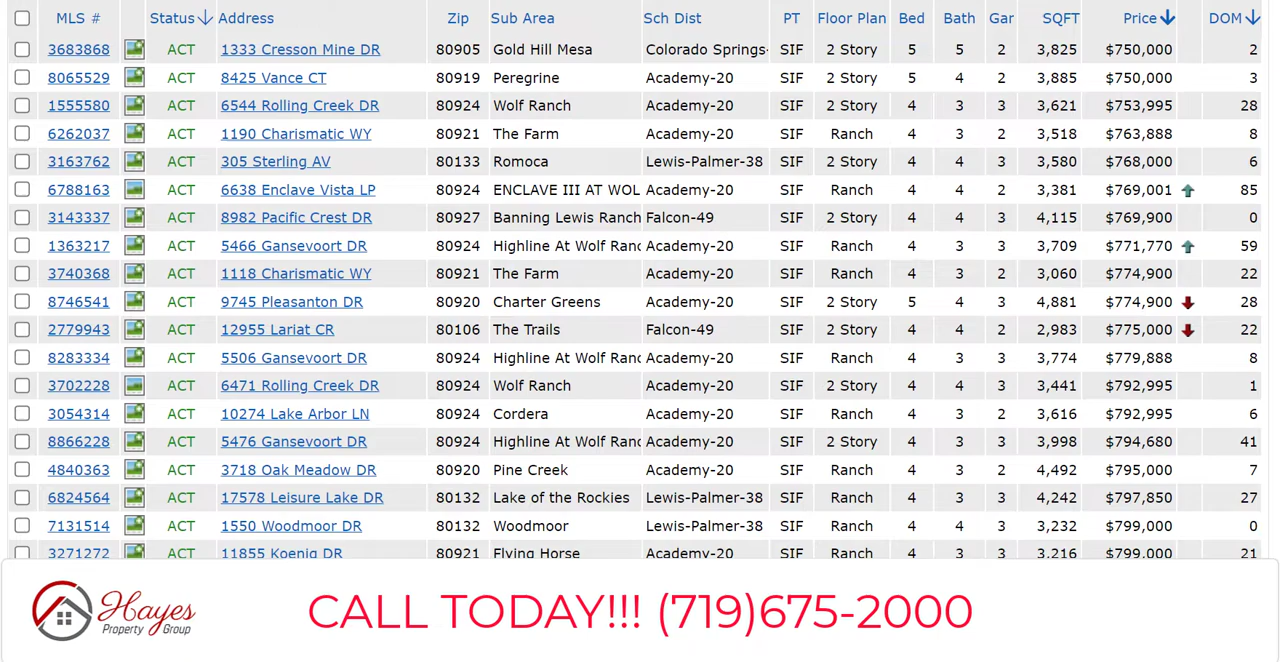 MLS # Status Address Zip Sub Area Sch Dist PT Floor Plan Bed Bath Gar SQFT Price DOM
3683868 ACT 1333 Cresson Mine DR 80905 Gold Hill Mesa Colorado Springs- SIF 2 Story 5 5 2 3,825 $750,000 2
8065529 ACT 8425 Vance CT 80919 Peregrine Academy-20 SIF 2 Story 5 4 2 3,885 $750,000 3
1555580 ACT 6544 Rolling Creek DR 80924 Wolf Ranch Academy-20 SIF 2 Story 4 3 3 3,621 $753,995 28
6262037 ACT 1190 Charismatic WY 80921 The Farm Academy-20 SIF Ranch 4 3 2 3,518 $763,888 8
3163762 ACT 305 Sterling AV 80133 Romoca Lewis-Palmer-38 SIF 2 Story 4 4 3 3,580 $768,000 6
6788163 ACT 6638 Enclave Vista LP 80924 ENCLAVE III AT WOL Academy-20 SIF Ranch 4 4 2 3,381 $769,001 85
3143337 ACT 8982 Pacific Crest DR 80927 Banning Lewis Ranch Falcon-49 SIF 2 Story 4 4 3 4,115 $769,900 0
1363217 ACT 5466 Gansevoort DR 80924 Highline At Wolf Ranc Academy-20 SIF Ranch 4 3 3 3,709 $771,770 59
3740368 ACT 1118 Charismatic WY 80921 The Farm Academy-20 SIF Ranch 4 3 2 3,060 $774,900 22
8746541 ACT 9745 Pleasanton DR 80920 Charter Greens Academy-20 SIF 2 Story 5 4 3 4,881 $774,900 28
2779943 ACT 12955 Lariat CR 80106 The Trails Falcon-49 SIF 2 Story 4 4 2 2,983 $775,000 22
8283334 ACT 5506 Gansevoort DR 80924 Highline At Wolf Ranc Academy-20 SIF Ranch 4 3 3 3,774 $779,888 8
3702228 ACT 6471 Rolling Creek DR 80924 Wolf Ranch Academy-20 SIF 2 Story 4 4 3 3,441 $792,995 1
3054314 ACT 10274 Lake Arbor LN 80924 Cordera Academy-20 SIF Ranch 4 3 2 3,616 $792,995 6
8866228 ACT 5476 Gansevoort DR 80924 Highline At Wolf Ranc Academy-20 SIF 2 Story 4 3 3 3,998 $794,680 41
4840363 ACT 3718 Oak Meadow DR 80920 Pine Creek Academy-20 SIF Ranch 4 3 2 4,492 $795,000 7
6824564 ACT 17578 Leisure Lake DR 80132 Lake of the Rockies Lewis-Palmer-38 SIF Ranch 4 3 3 4,242 $797,850 27
7131514 ACT 1550 Woodmoor DR 80132 Woodmoor Lewis-Palmer-38 SIF Ranch 4 4 3 3,232 $799,000 0
3271272 ACT 11855 Koenig DR 80921 Flying Horse Academy-20 SIF Ranch 4 3 3 3,216 $799,000 21
Hayes
Property Group
CALL TODAY!!! (719)675-2000